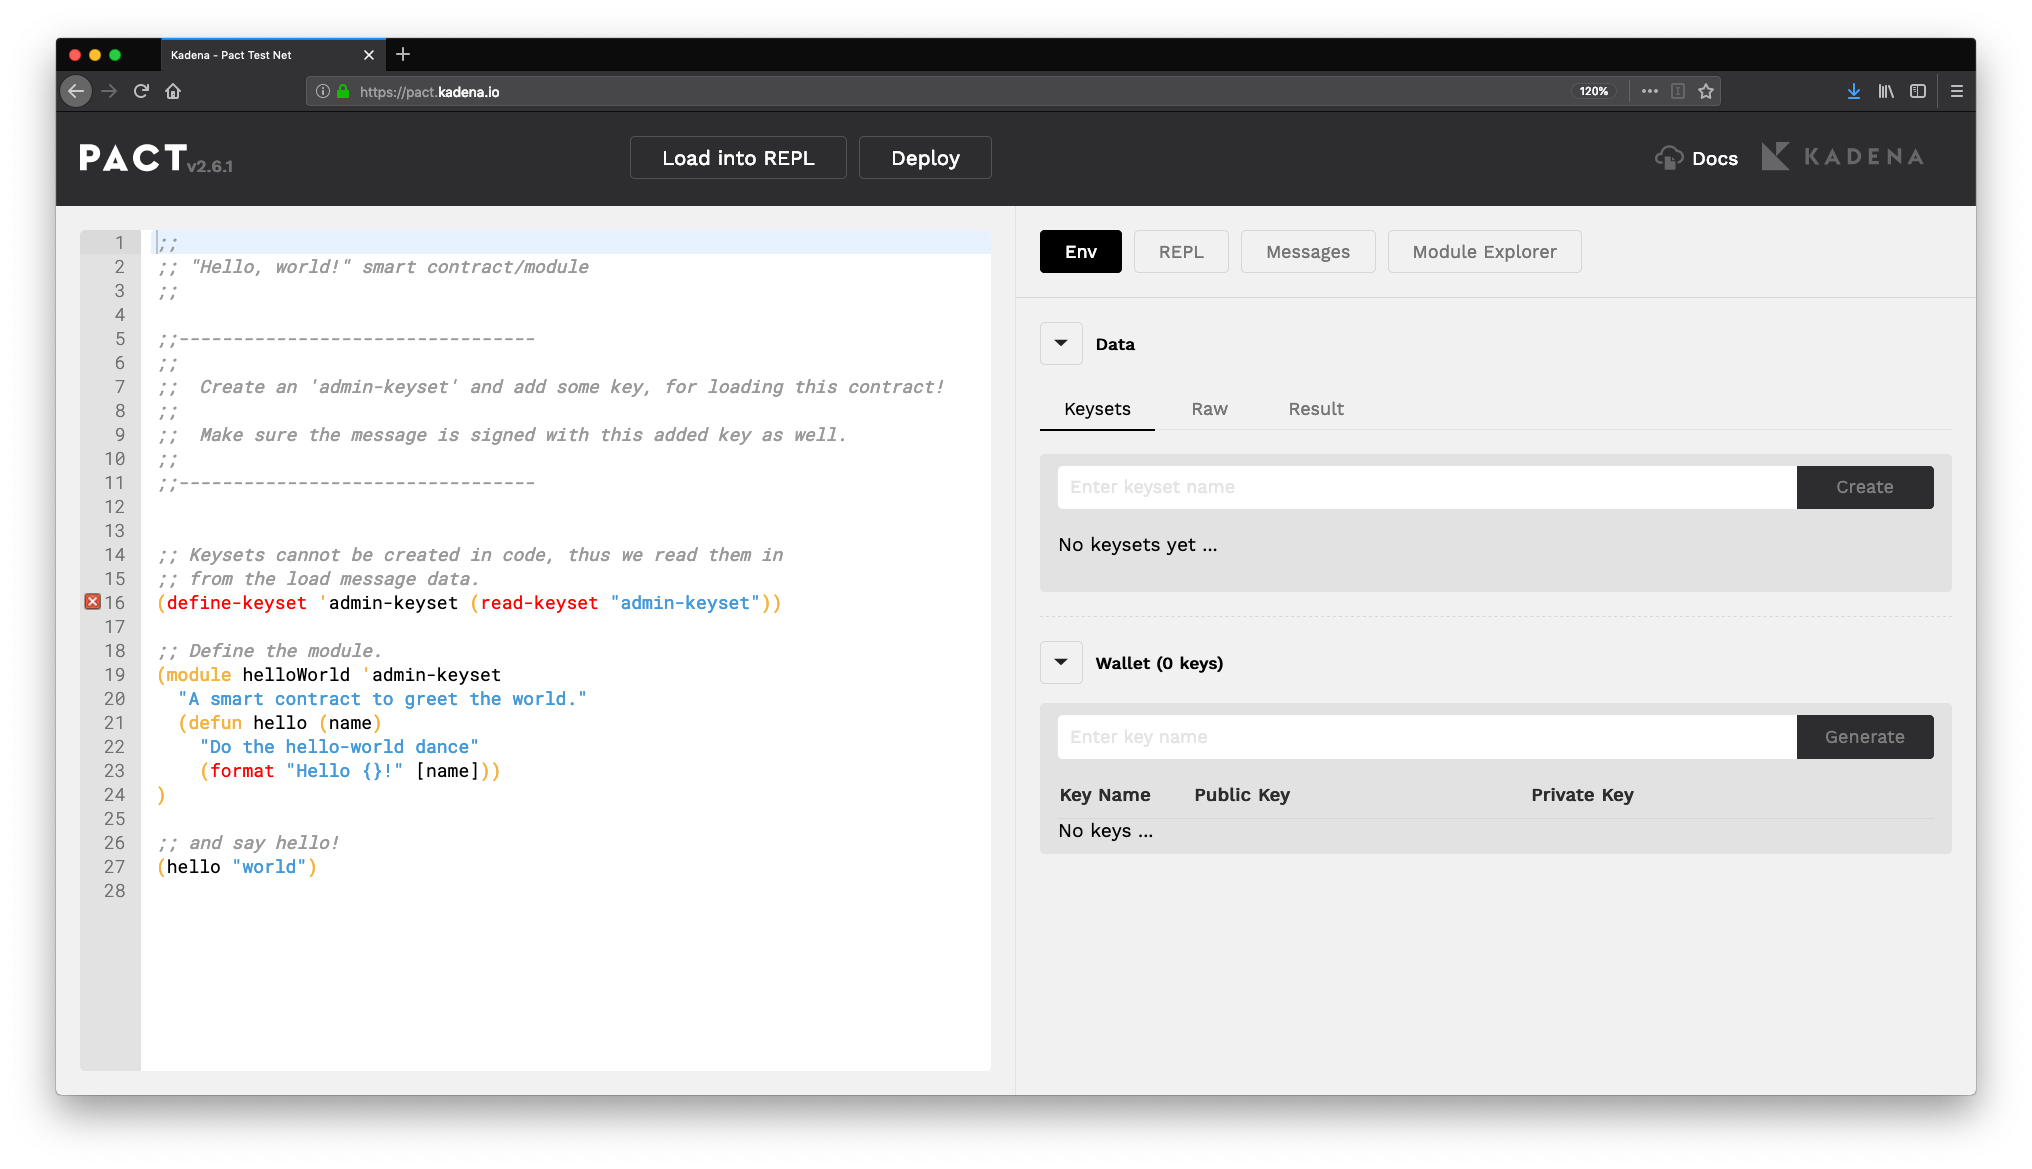 Kadena - Pact Test Net
https://pact.kadena.io
120%
PACT v2.6.1
Load into REPL
Deploy
Docs
KADENA
1 ;;
2 ;; "Hello, world!" smart contract/module
3 ;;
4
5 ;;---------------------------------
6 ;;
7 ;;  Create an 'admin-keyset' and add some key, for loading this contract!
8 ;;
9 ;;  Make sure the message is signed with this added key as well.
10 ;;
11 ;;---------------------------------
12
13
14 ;; Keysets cannot be created in code, thus we read them in
15 ;; from the load message data.
16 (define-keyset 'admin-keyset (read-keyset "admin-keyset"))
17
18 ;; Define the module.
19 (module helloWorld 'admin-keyset
20   "A smart contract to greet the world."
21   (defun hello (name)
22     "Do the hello-world dance"
23     (format "Hello {}!" [name]))
24 )
25
26 ;; and say hello!
27 (hello "world")
28
Env
REPL
Messages
Module Explorer
Data
Keysets
Raw
Result
Enter keyset name
Create
No keysets yet ...
Wallet (0 keys)
Enter key name
Generate
Key Name
Public Key
Private Key
No keys ...